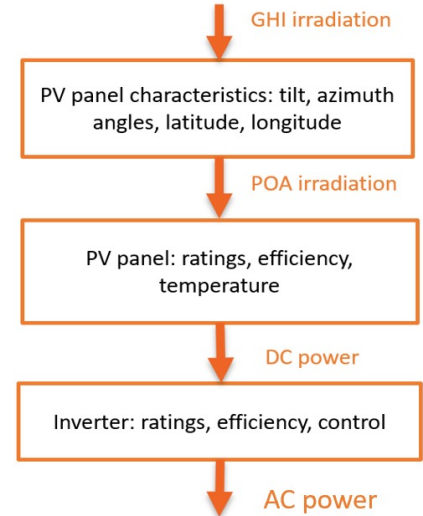 GHI irradiation
PV panel characteristics: tilt, azimuth
angles, latitude, longitude
POA irradiation
PV panel: ratings, efficiency,
temperature
DC power
Inverter: ratings, efficiency, control
AC power